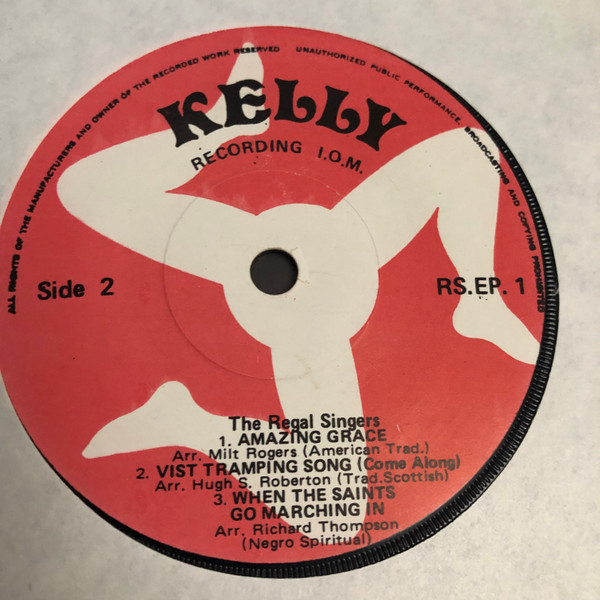 ALL RIGHTS OF THE MANUFACTURERS AND OWNER OF THE RECORDED WORK RESERVED UNAUTHORIZED PUBLIC PERFORMANCE, BROADCASTING AND COPYING PROHIBITED
KELLY
RECORDING I.O.M.
Side 2
RS.EP. 1
The Regal Singers
1. AMAZING GRACE
Arr. Milt Rogers (American Trad.)
2. VIST TRAMPING SONG (Come Along)
Arr. Hugh S. Roberton (Trad.Scottish)
3. WHEN THE SAINTS
GO MARCHING IN
Arr. Richard Thompson
(Negro Spiritual)